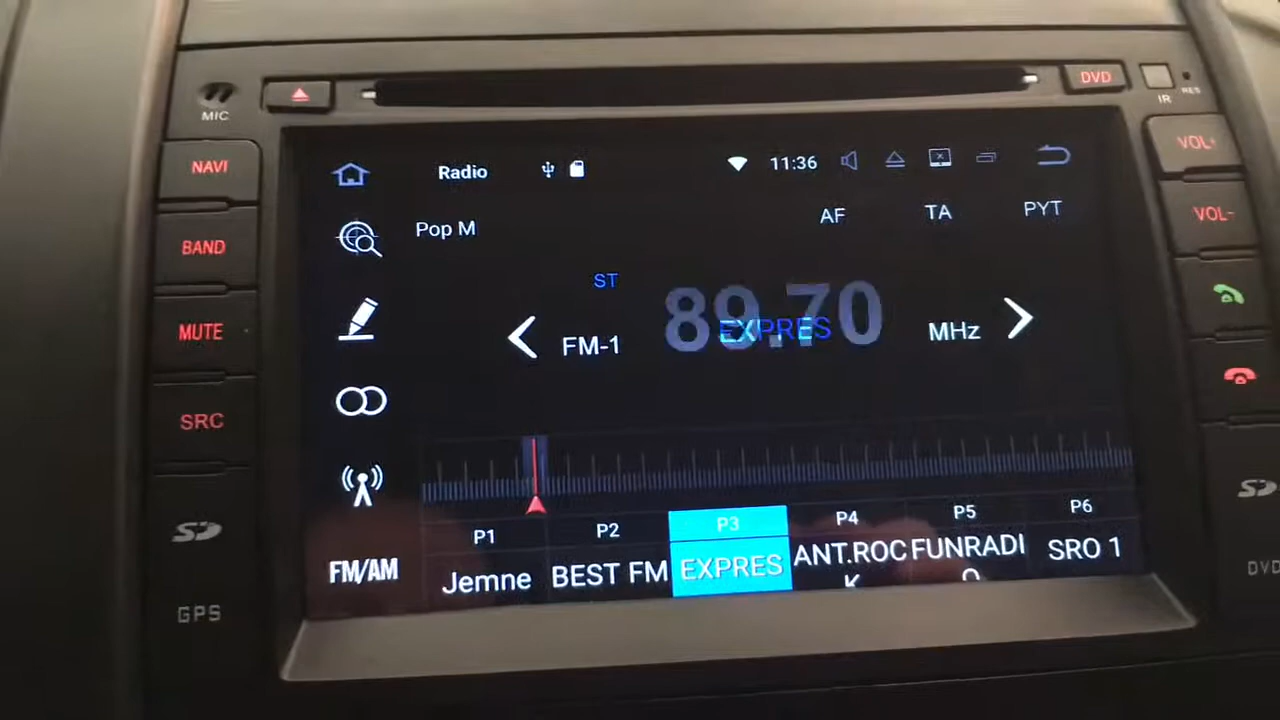 MIC
DVD
IR
RES
NAVI
BAND
MUTE
SRC
SD
GPS
VOL+
VOL-
SD
DVD
Radio
11:36
Pop M
AF
TA
PYT
ST
FM-1
89.70
EXPRES
MHz
FM/AM
P1
P2
P3
P4
P5
P6
Jemne
BEST FM
EXPRES
ANT.ROC
K
FUNRADI
O
SRO 1